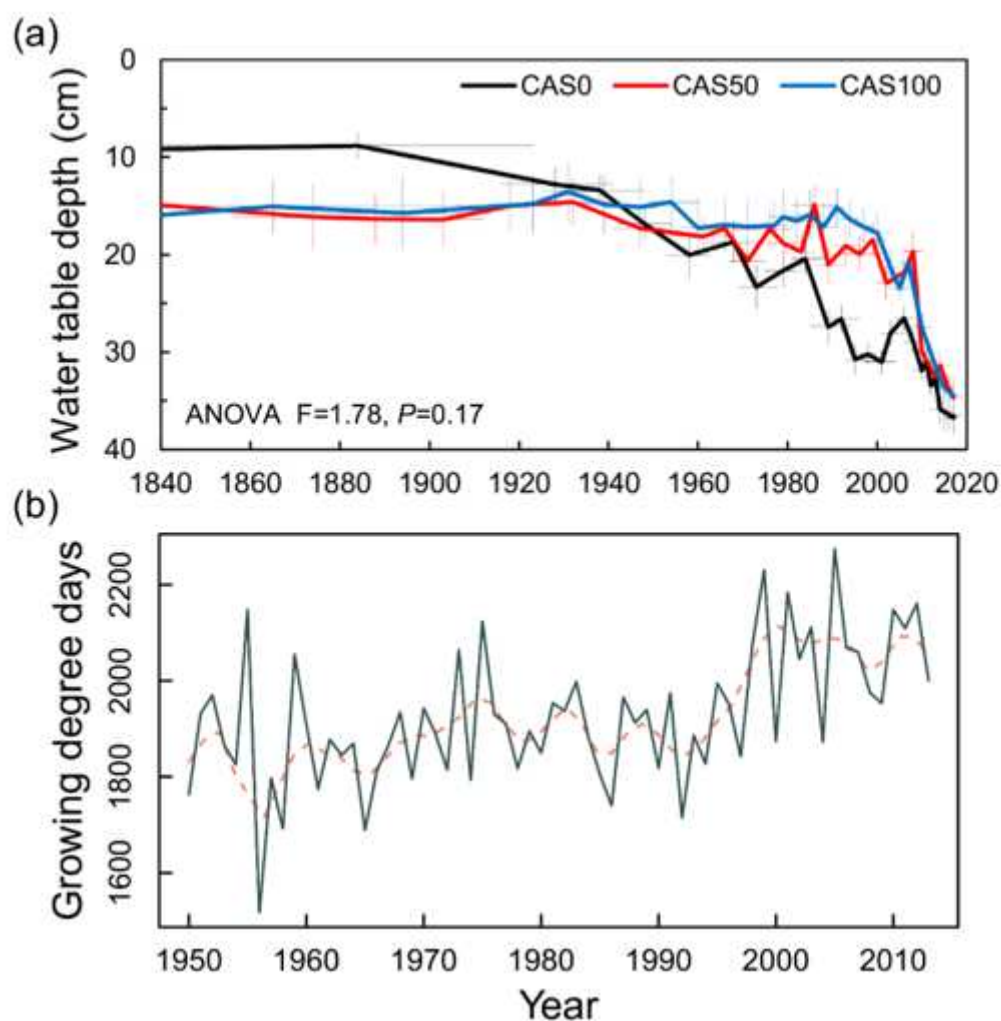 (a)
Water table depth (cm)
0
10
20
30
40
CAS0 CAS50 CAS100
ANOVA F=1.78, P=0.17
1840 1860 1880 1900 1920 1940 1960 1980 2000 2020
(b)
Growing degree days
2200
2000
1800
1600
1950 1960 1970 1980 1990 2000 2010
Year